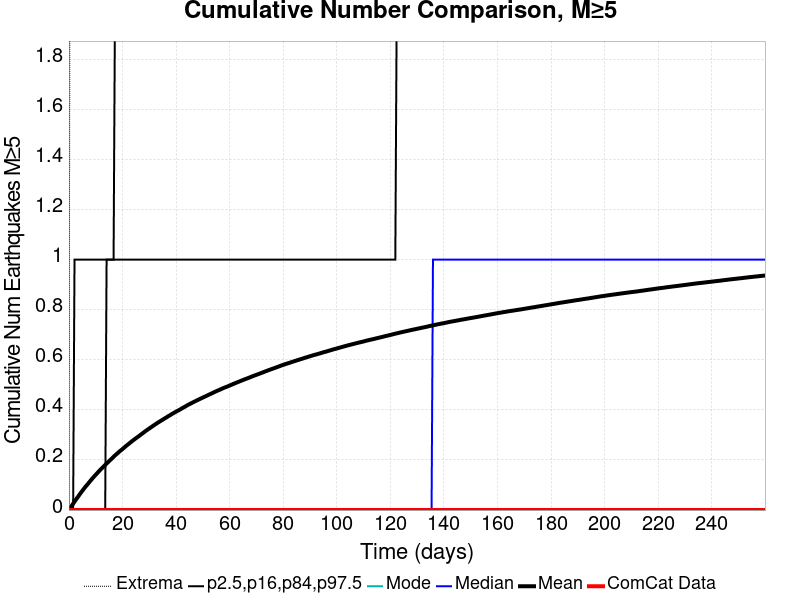 Cumulative Number Comparison, M≥5
Cumulative Num Earthquakes M≥5
1.8
1.6
1.4
1.2
1
0.8
0.6
0.4
0.2
0
0 20 40 60 80 100 120 140 160 180 200 220 240
Time (days)
Extrema p2.5,p16,p84,p97.5 Mode Median Mean ComCat Data